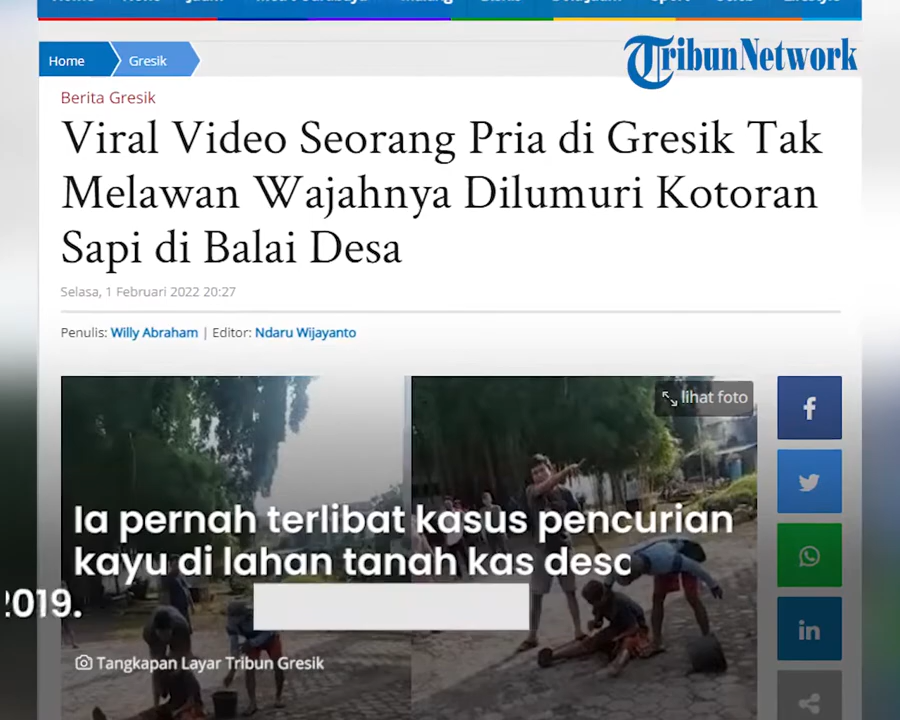 Home
Gresik
TribunNetwork
Berita Gresik
Viral Video Seorang Pria di Gresik Tak
Melawan Wajahnya Dilumuri Kotoran
Sapi di Balai Desa
Selasa, 1 Februari 2022 20:27
Penulis: Willy Abraham | Editor: Ndaru Wijayanto
lihat foto
Ia pernah terlibat kasus pencurian
kayu di lahan tanah kas
2019.
Tangkapan Layar Tribun Gresik